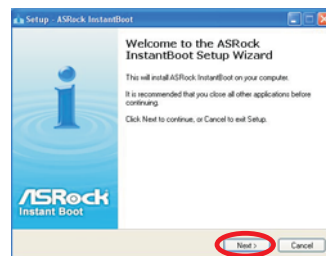 Setup - ASRock InstantBoot
Welcome to the ASRock
InstantBoot Setup Wizard
This will install ASRock InstantBoot on your computer.
It is recommended that you close all other applications before
continuing.
Click Next to continue, or Cancel to exit Setup.
ASRock
Instant Boot
Next >
Cancel